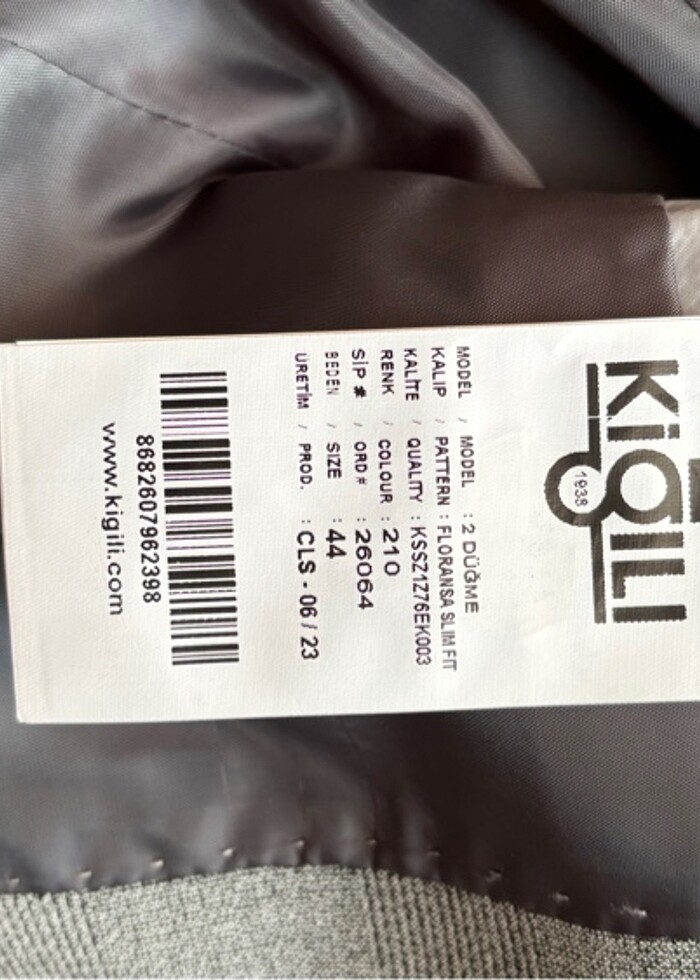 KiĞILI
1938
MODEL / MODEL : 2 DÜĞME
KALIP / PATTERN : FLORANSA SLIM FIT
KALİTE / QUALITY : KSSZ1Z76EK003
RENK / COLOUR : 210
SİP # / ORD # : 26064
BEDEN / SIZE : 44
ÜRETİM / PROD. : CLS - 06 / 23
8682607962398
www.kigili.com